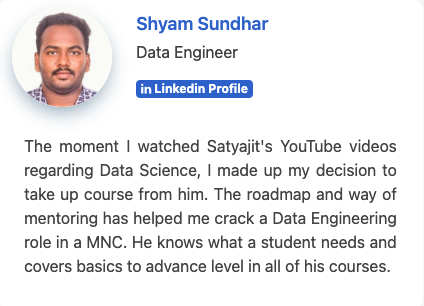 Shyam Sundhar
Data Engineer
in Linkedin Profile
The moment I watched Satyajit's YouTube videos
regarding Data Science, I made up my decision to
take up course from him. The roadmap and way of
mentoring has helped me crack a Data Engineering
role in a MNC. He knows what a student needs and
covers basics to advance level in all of his courses.